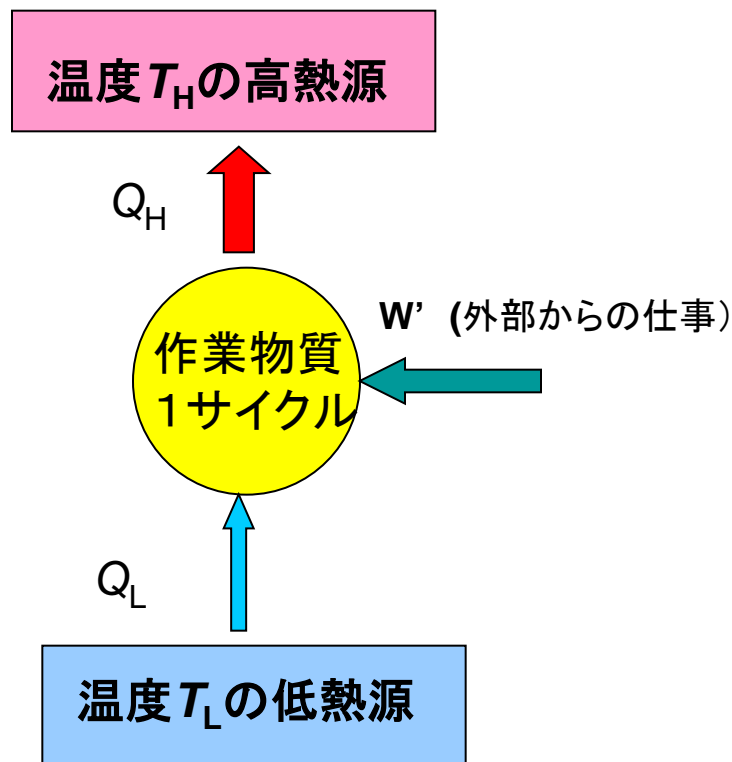 温度THの高熱源
QH
W’ (外部からの仕事）
作業物質
１サイクル
QL
温度TLの低熱源